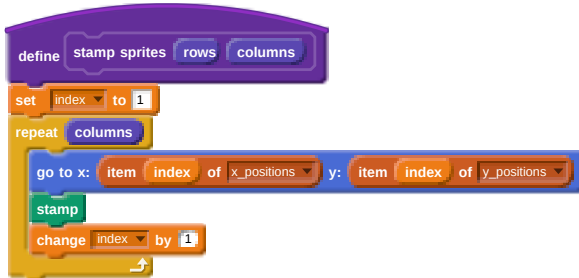 define stamp sprites rows columns
set index to 1
repeat columns
go to x: item index of x_positions y: item index of y_positions
stamp
change index by 1